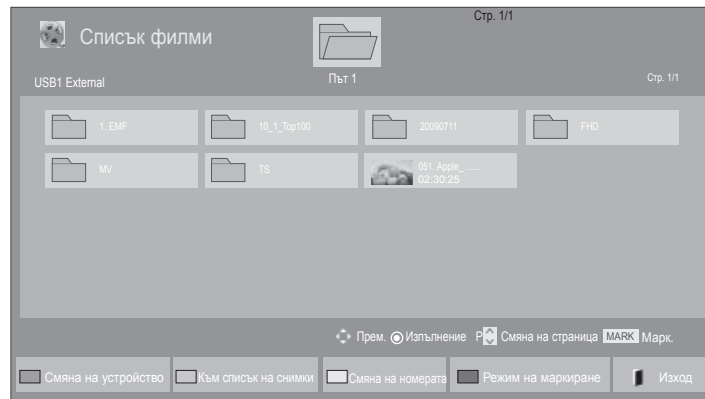 Стр. 1/1
Списък филми
USB1 External
Път 1
Стр. 1/1
1. EMF
10_1_Top100
20090711
FHD
MV
TS
051. Apple_ ......
02:30:25
Прем. Изпълнение P Смяна на страница MARK Марк.
Смяна на устройство Към списък на снимки Смяна на номерата Режим на маркиране Изход